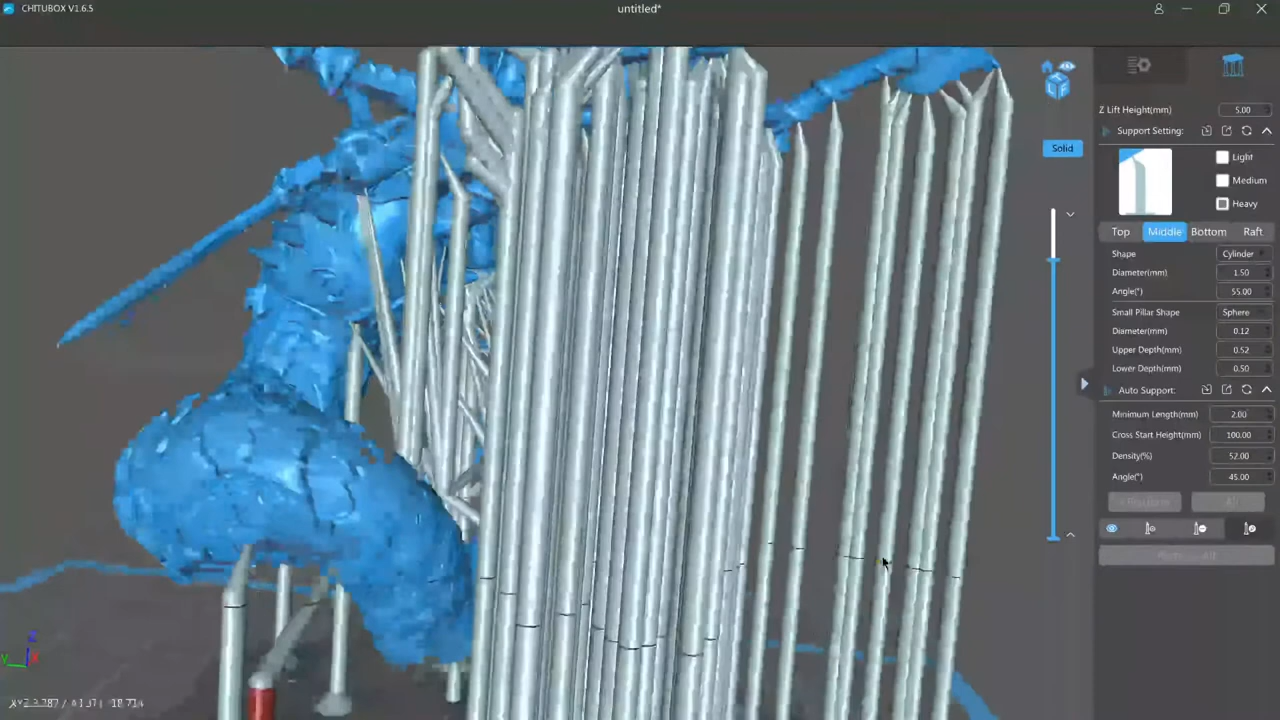 CHITUBOX V1.6.5
untitled*
Z Lift Height(mm) 5.00
Support Setting:
Light
Solid
Medium
Heavy
Top Middle Bottom Raft
Shape Cylinder
Diameter(mm) 1.50
Angle(°) 55.00
Small Pillar Shape Sphere
Diameter(mm) 0.12
Upper Depth(mm) 0.52
Lower Depth(mm) 0.50
Auto Support:
Minimum Length(mm) 2.00
Cross Start Height(mm) 100.00
Density(%) 52.00
Angle(°) 45.00